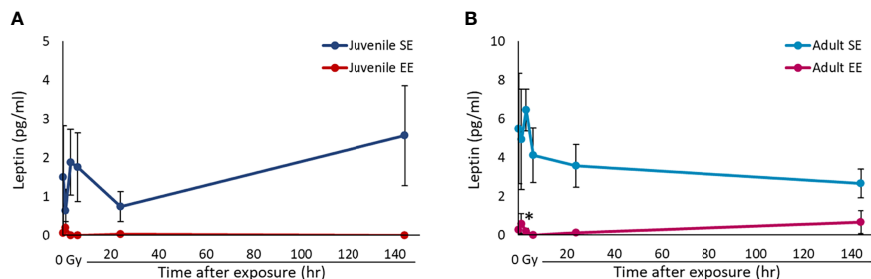 A
5
4
3
2
1
0
Leptin (pg/ml)
Juvenile SE
Juvenile EE
0 Gy 20 40 60 80 100 120 140
Time after exposure (hr)
B
10
8
6
4
2
0
Leptin (pg/ml)
Adult SE
Adult EE
*
0 Gy 20 40 60 80 100 120 140
Time after exposure (hr)